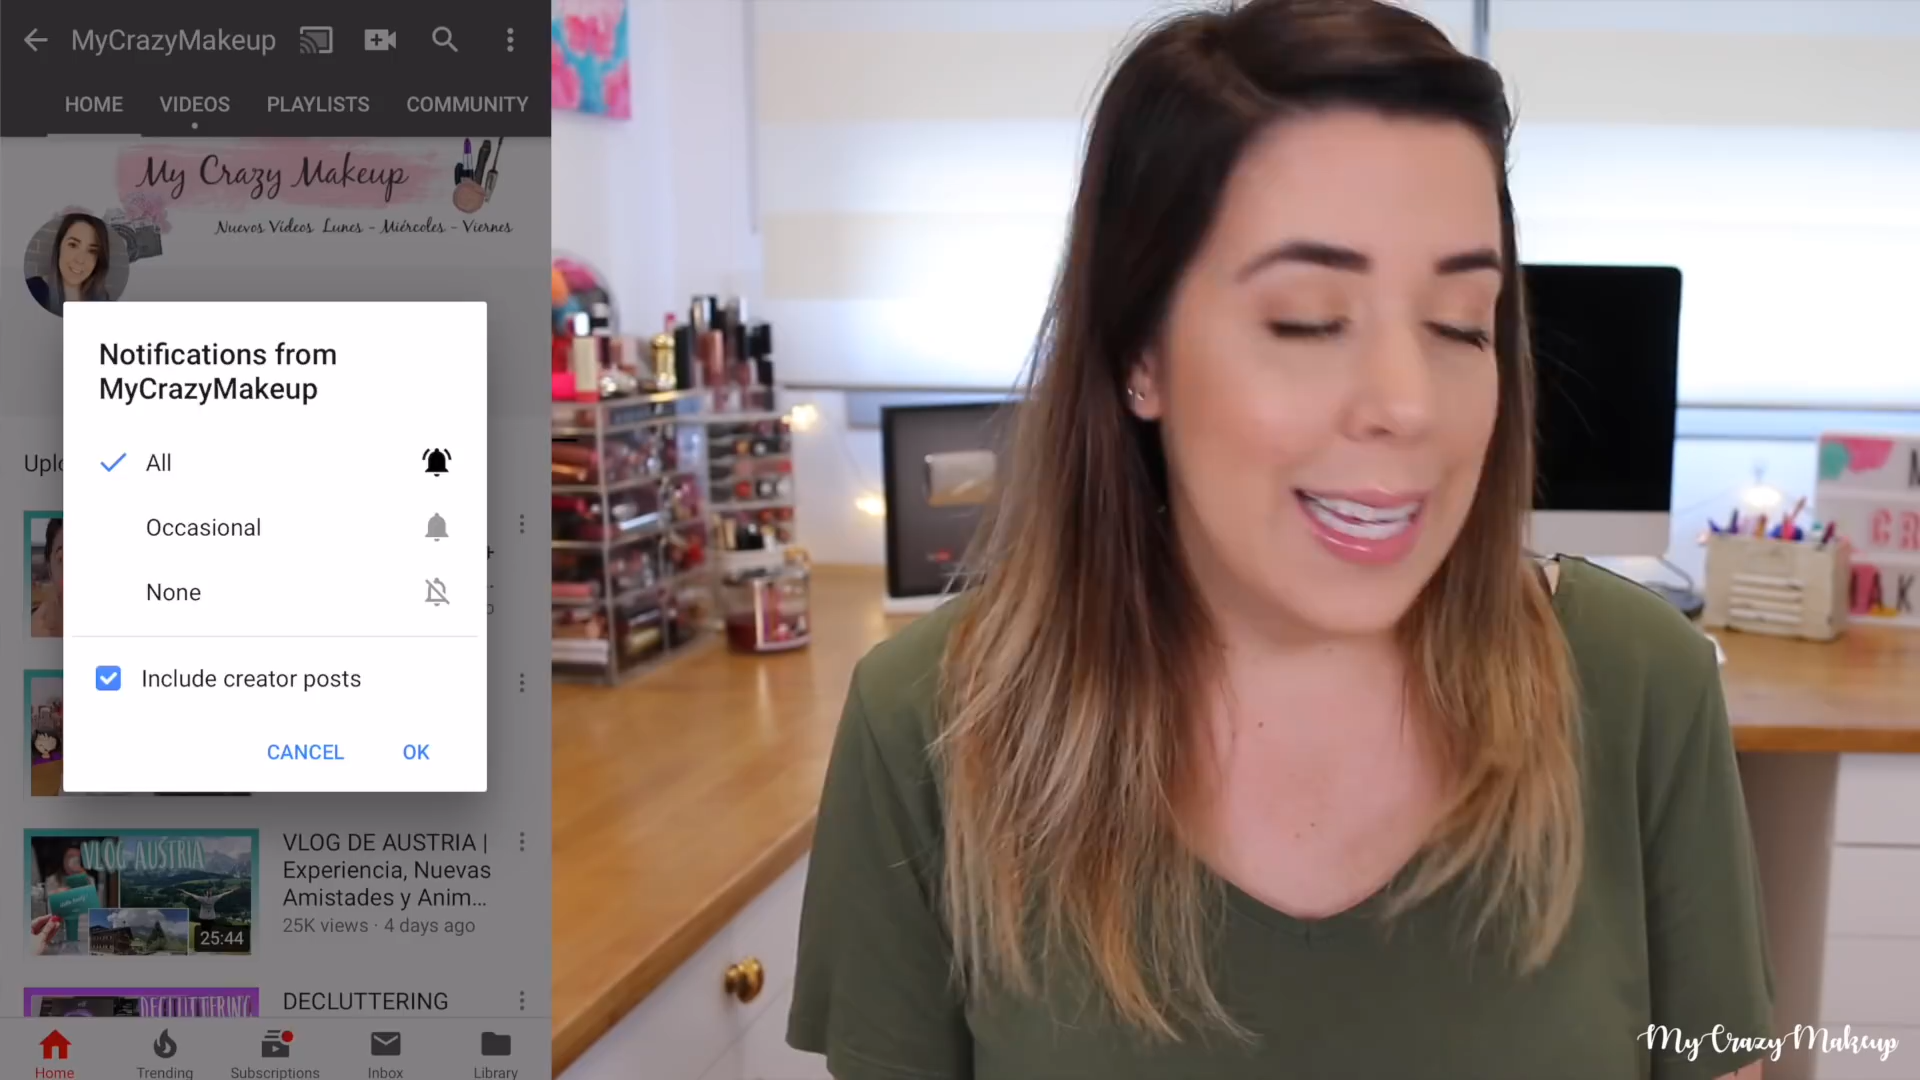 MyCrazyMakeup
HOME VIDEOS PLAYLISTS COMMUNITY
My Crazy Makeup
Nuevos Vídeos Lunes - Miércoles - Viernes
Notifications from
MyCrazyMakeup
All
Occasional
None
Include creator posts
CANCEL OK
VLOG AUSTRIA
25:44
VLOG DE AUSTRIA |
Experiencia, Nuevas
Amistades y Anim...
25K views · 4 days ago
DECLUTTERING
DECLUTTERING
Home Trending Subscriptions Inbox Library
My Crazy Makeup